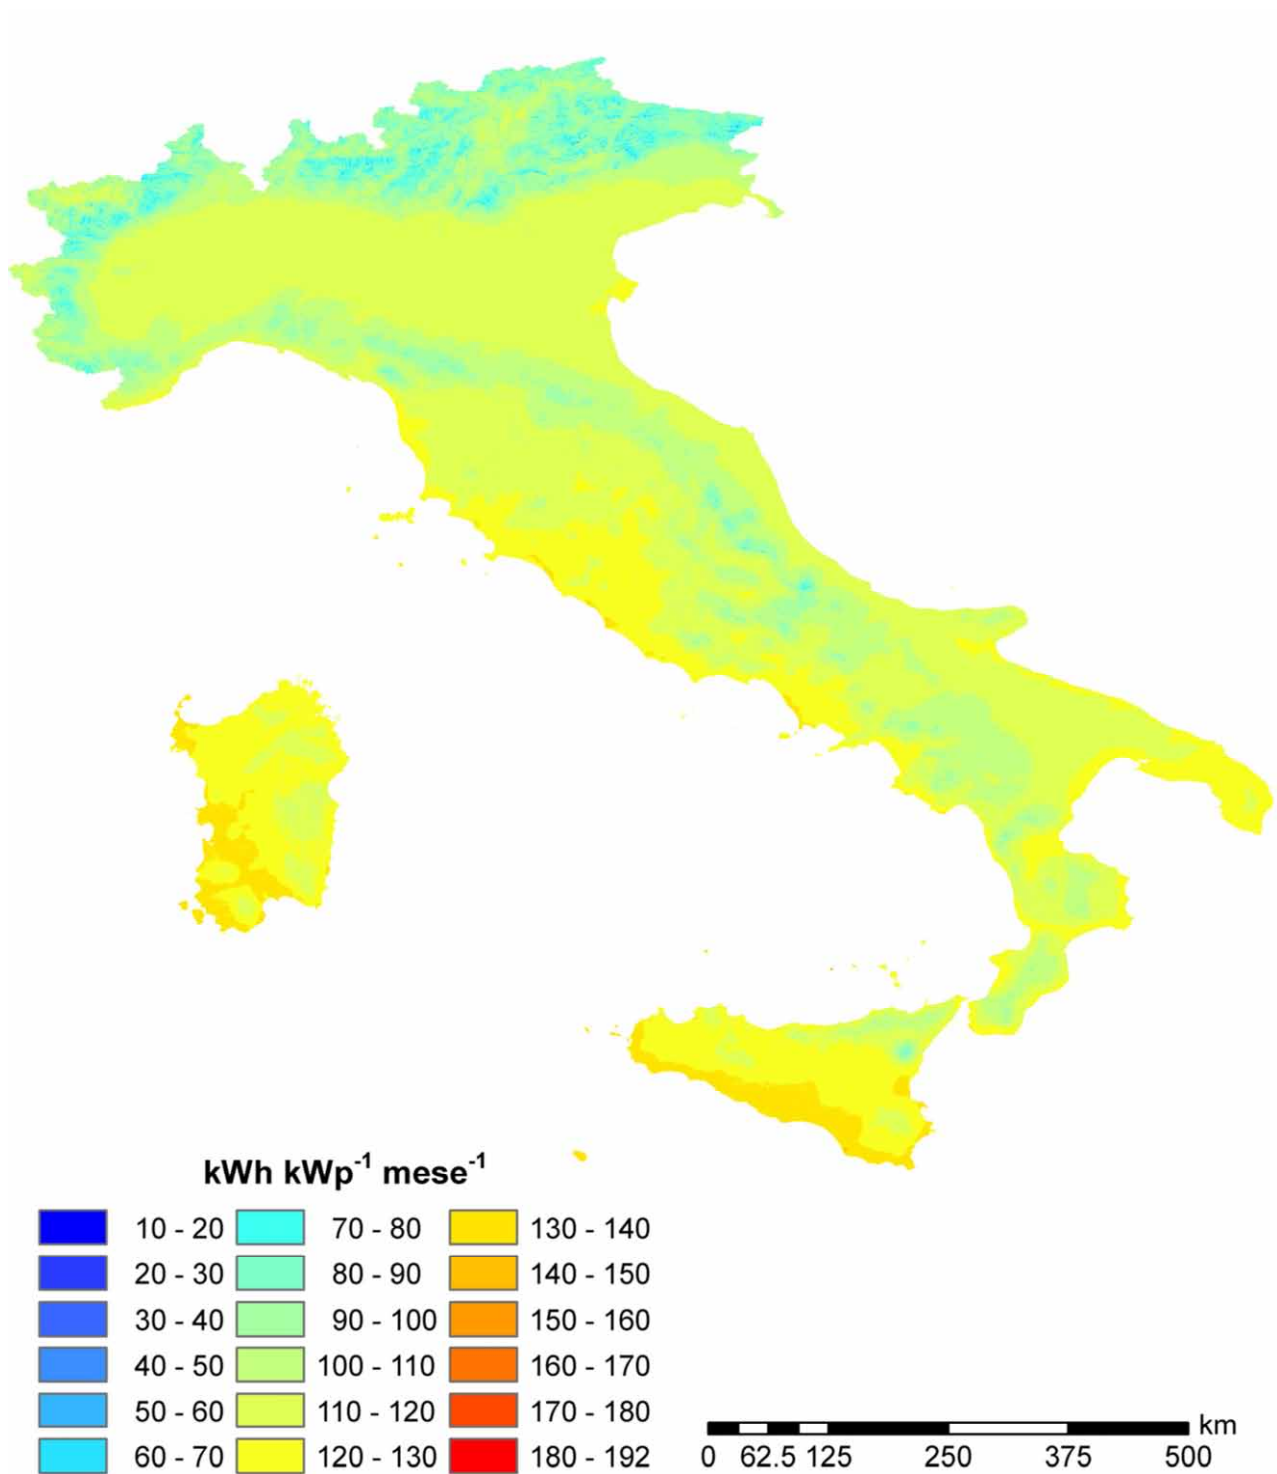 kWh kWp-1 mese-1
10 - 20 70 - 80 130 - 140
20 - 30 80 - 90 140 - 150
30 - 40 90 - 100 150 - 160
40 - 50 100 - 110 160 - 170
50 - 60 110 - 120 170 - 180
60 - 70 120 - 130 180 - 192
km
0 62.5 125 250 375 500